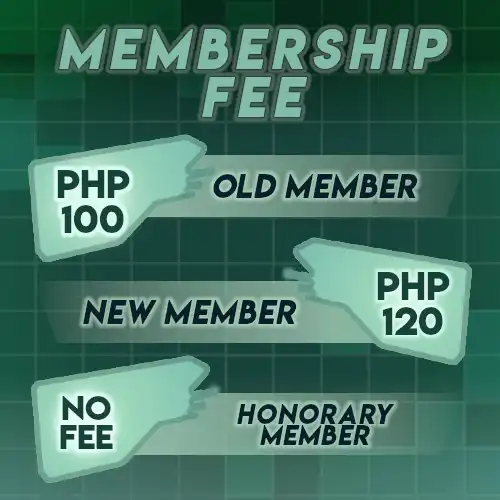 MEMBERSHIP
FEE
PHP
100
OLD MEMBER
NEW MEMBER
PHP
120
NO
FEE
HONORARY
MEMBER